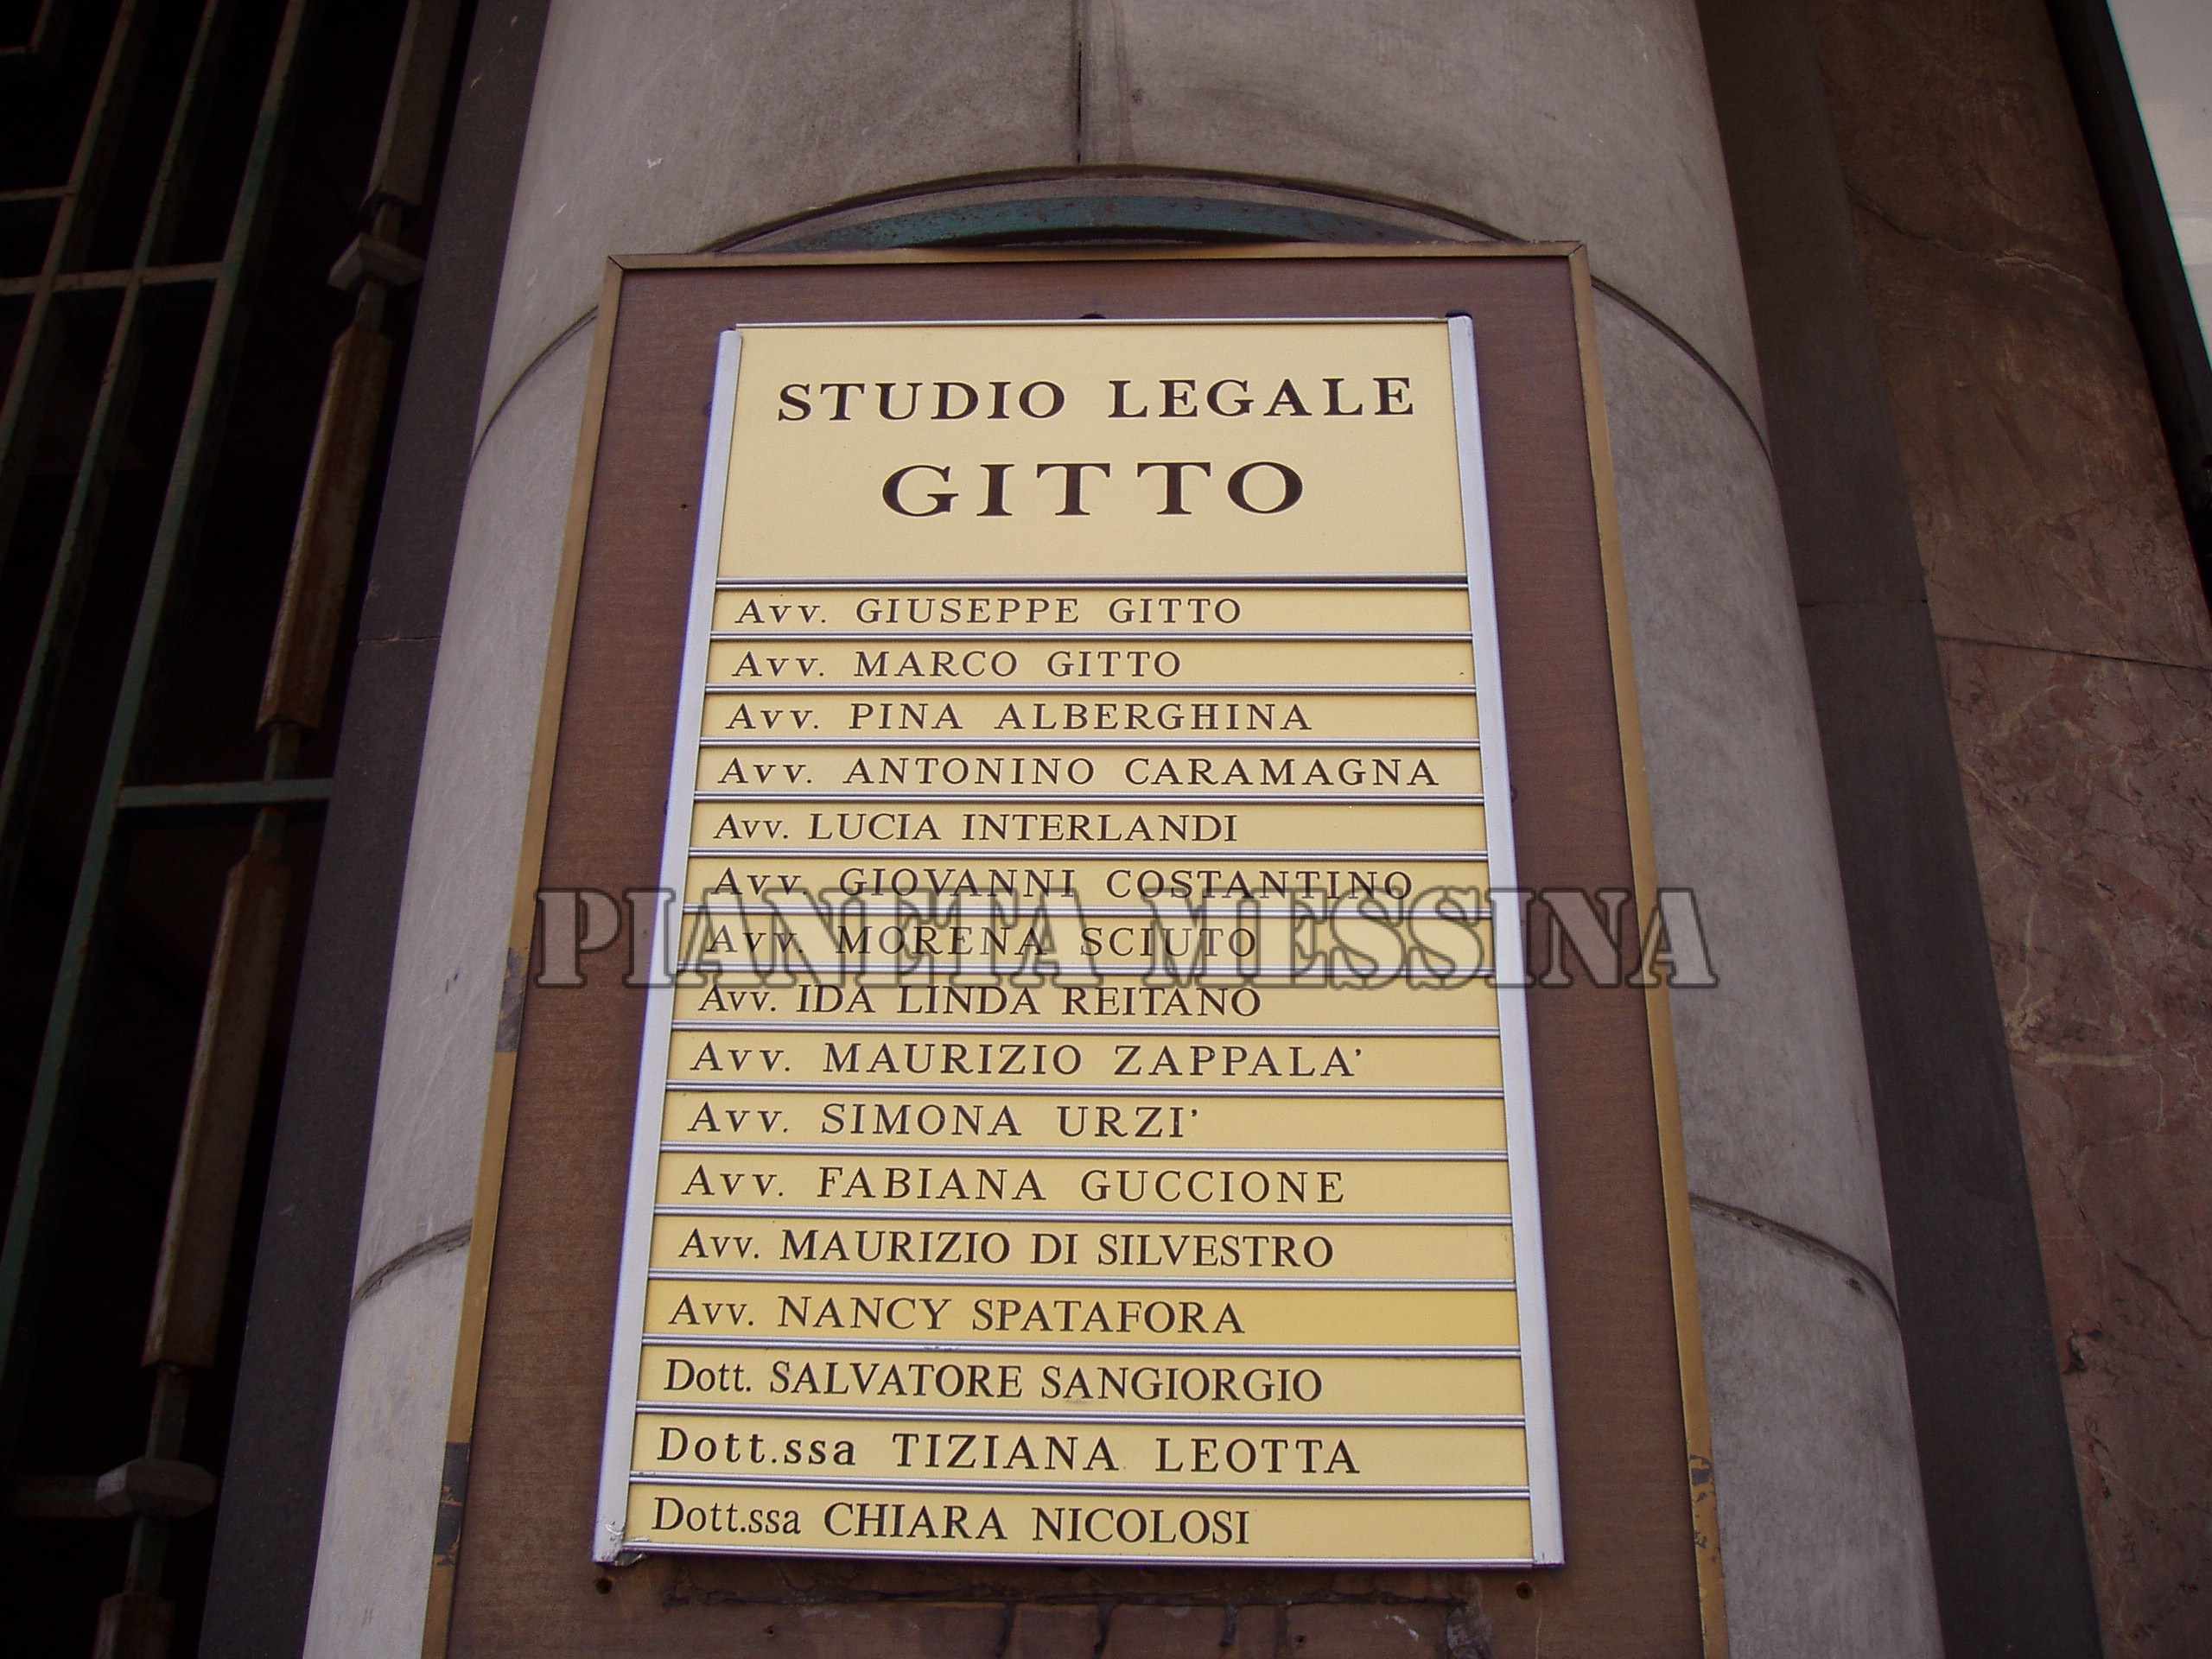 STUDIO LEGALE
GITTO
Avv. GIUSEPPE GITTO
Avv. MARCO GITTO
Avv. PINA ALBERGHINA
Avv. ANTONINO CARAMAGNA
Avv. LUCIA INTERLANDI
Avv. GIOVANNI COSTANTINO
PIANETA MESSINA
Avv. MORENA SCIUTO
Avv. IDA LINDA REITANO
Avv. MAURIZIO ZAPPALA'
Avv. SIMONA URZI'
Avv. FABIANA GUCCIONE
Avv. MAURIZIO DI SILVESTRO
Avv. NANCY SPATAFORA
Dott. SALVATORE SANGIORGIO
Dott.ssa TIZIANA LEOTTA
Dott.ssa CHIARA NICOLOSI